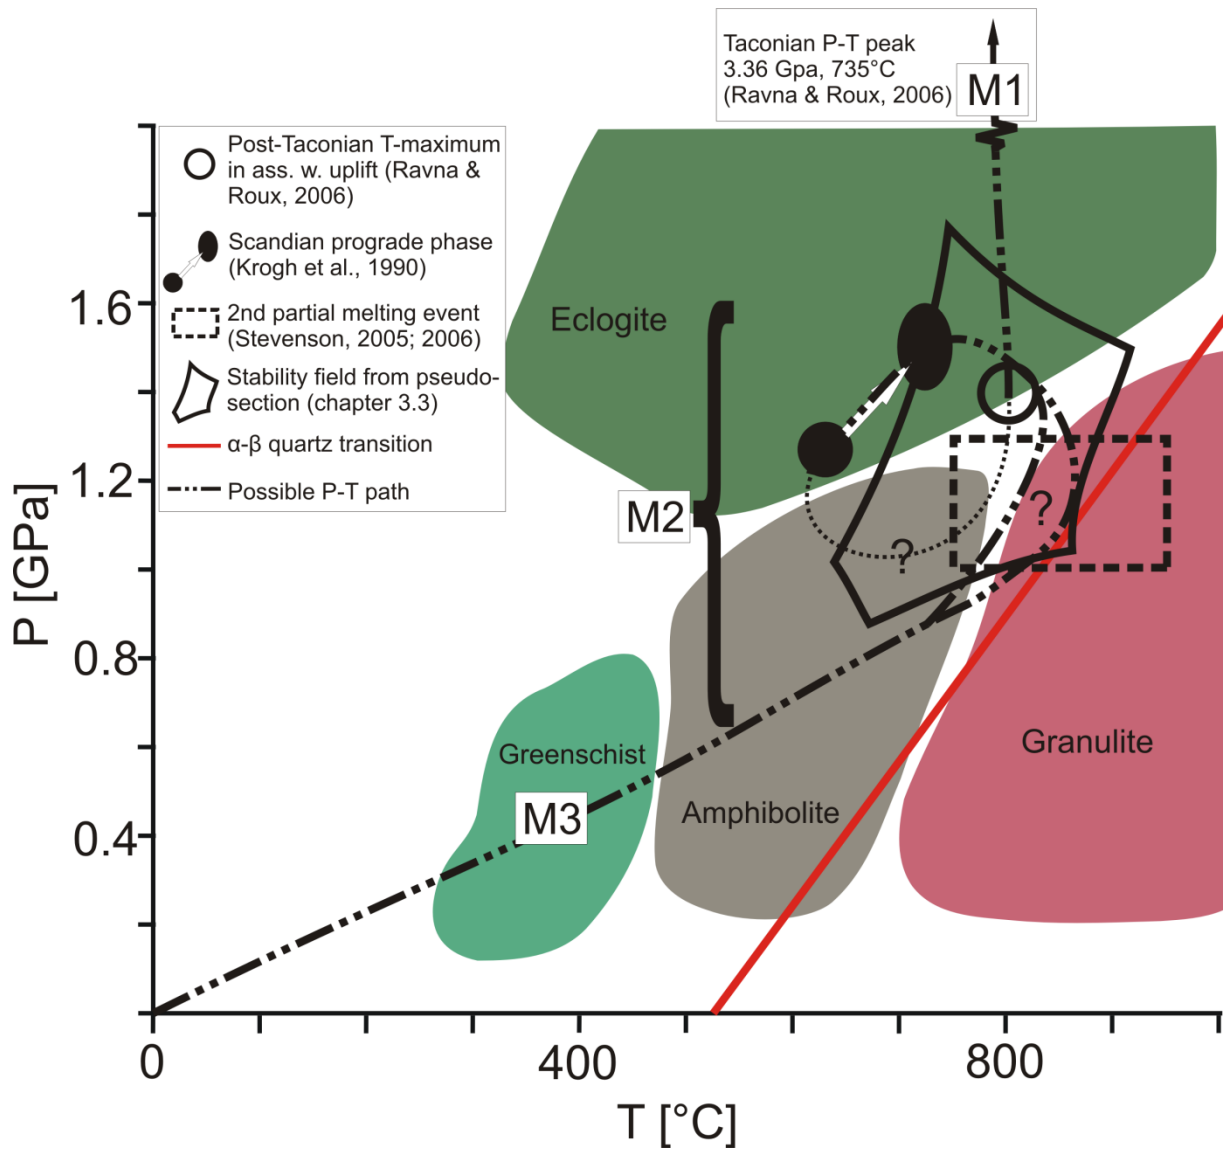 Taconian P-T peak
3.36 Gpa, 735°C
(Ravna & Roux, 2006)
M1
Post-Taconian T-maximum
in ass. w. uplift (Ravna &
Roux, 2006)
Scandian prograde phase
(Krogh et al., 1990)
2nd partial melting event
(Stevenson, 2005; 2006)
Stability field from pseudo-
section (chapter 3.3)
α-β quartz transition
Possible P-T path
1.6
1.2
0.8
0.4
P [GPa]
Eclogite
M2
?
?
Greenschist
M3
Amphibolite
Granulite
0
400
800
T [°C]